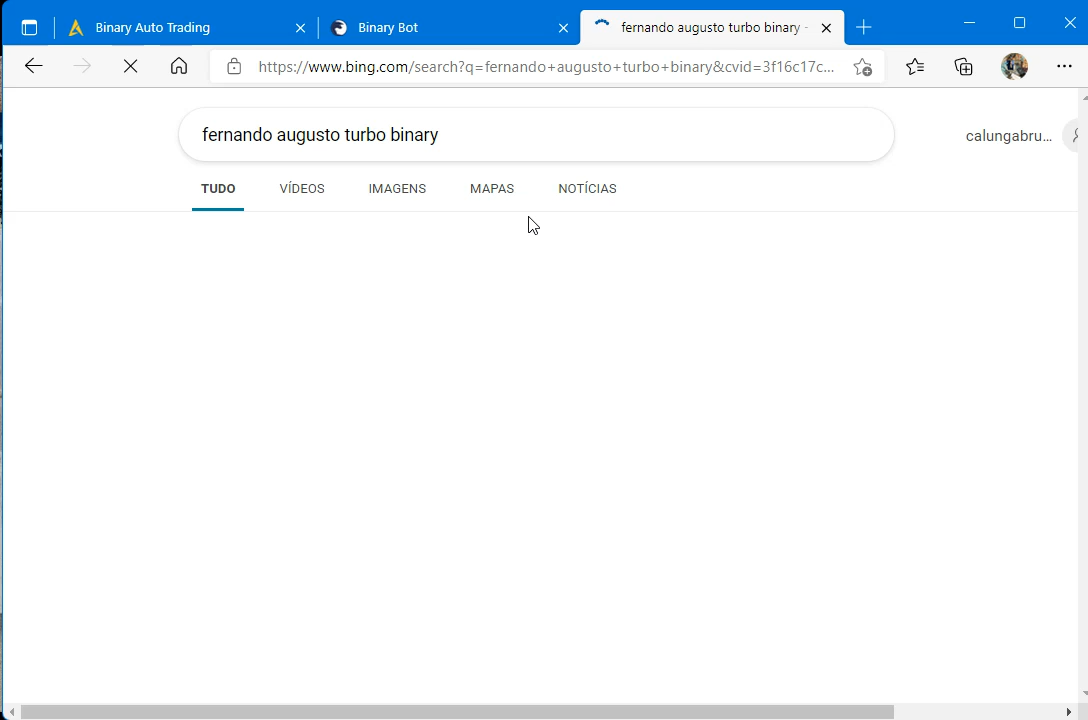 Binary Auto Trading
Binary Bot
fernando augusto turbo binary -
https://www.bing.com/search?q=fernando+augusto+turbo+binary&cvid=3f16c17c...
fernando augusto turbo binary
calungabru...
TUDO
VÍDEOS
IMAGENS
MAPAS
NOTÍCIAS